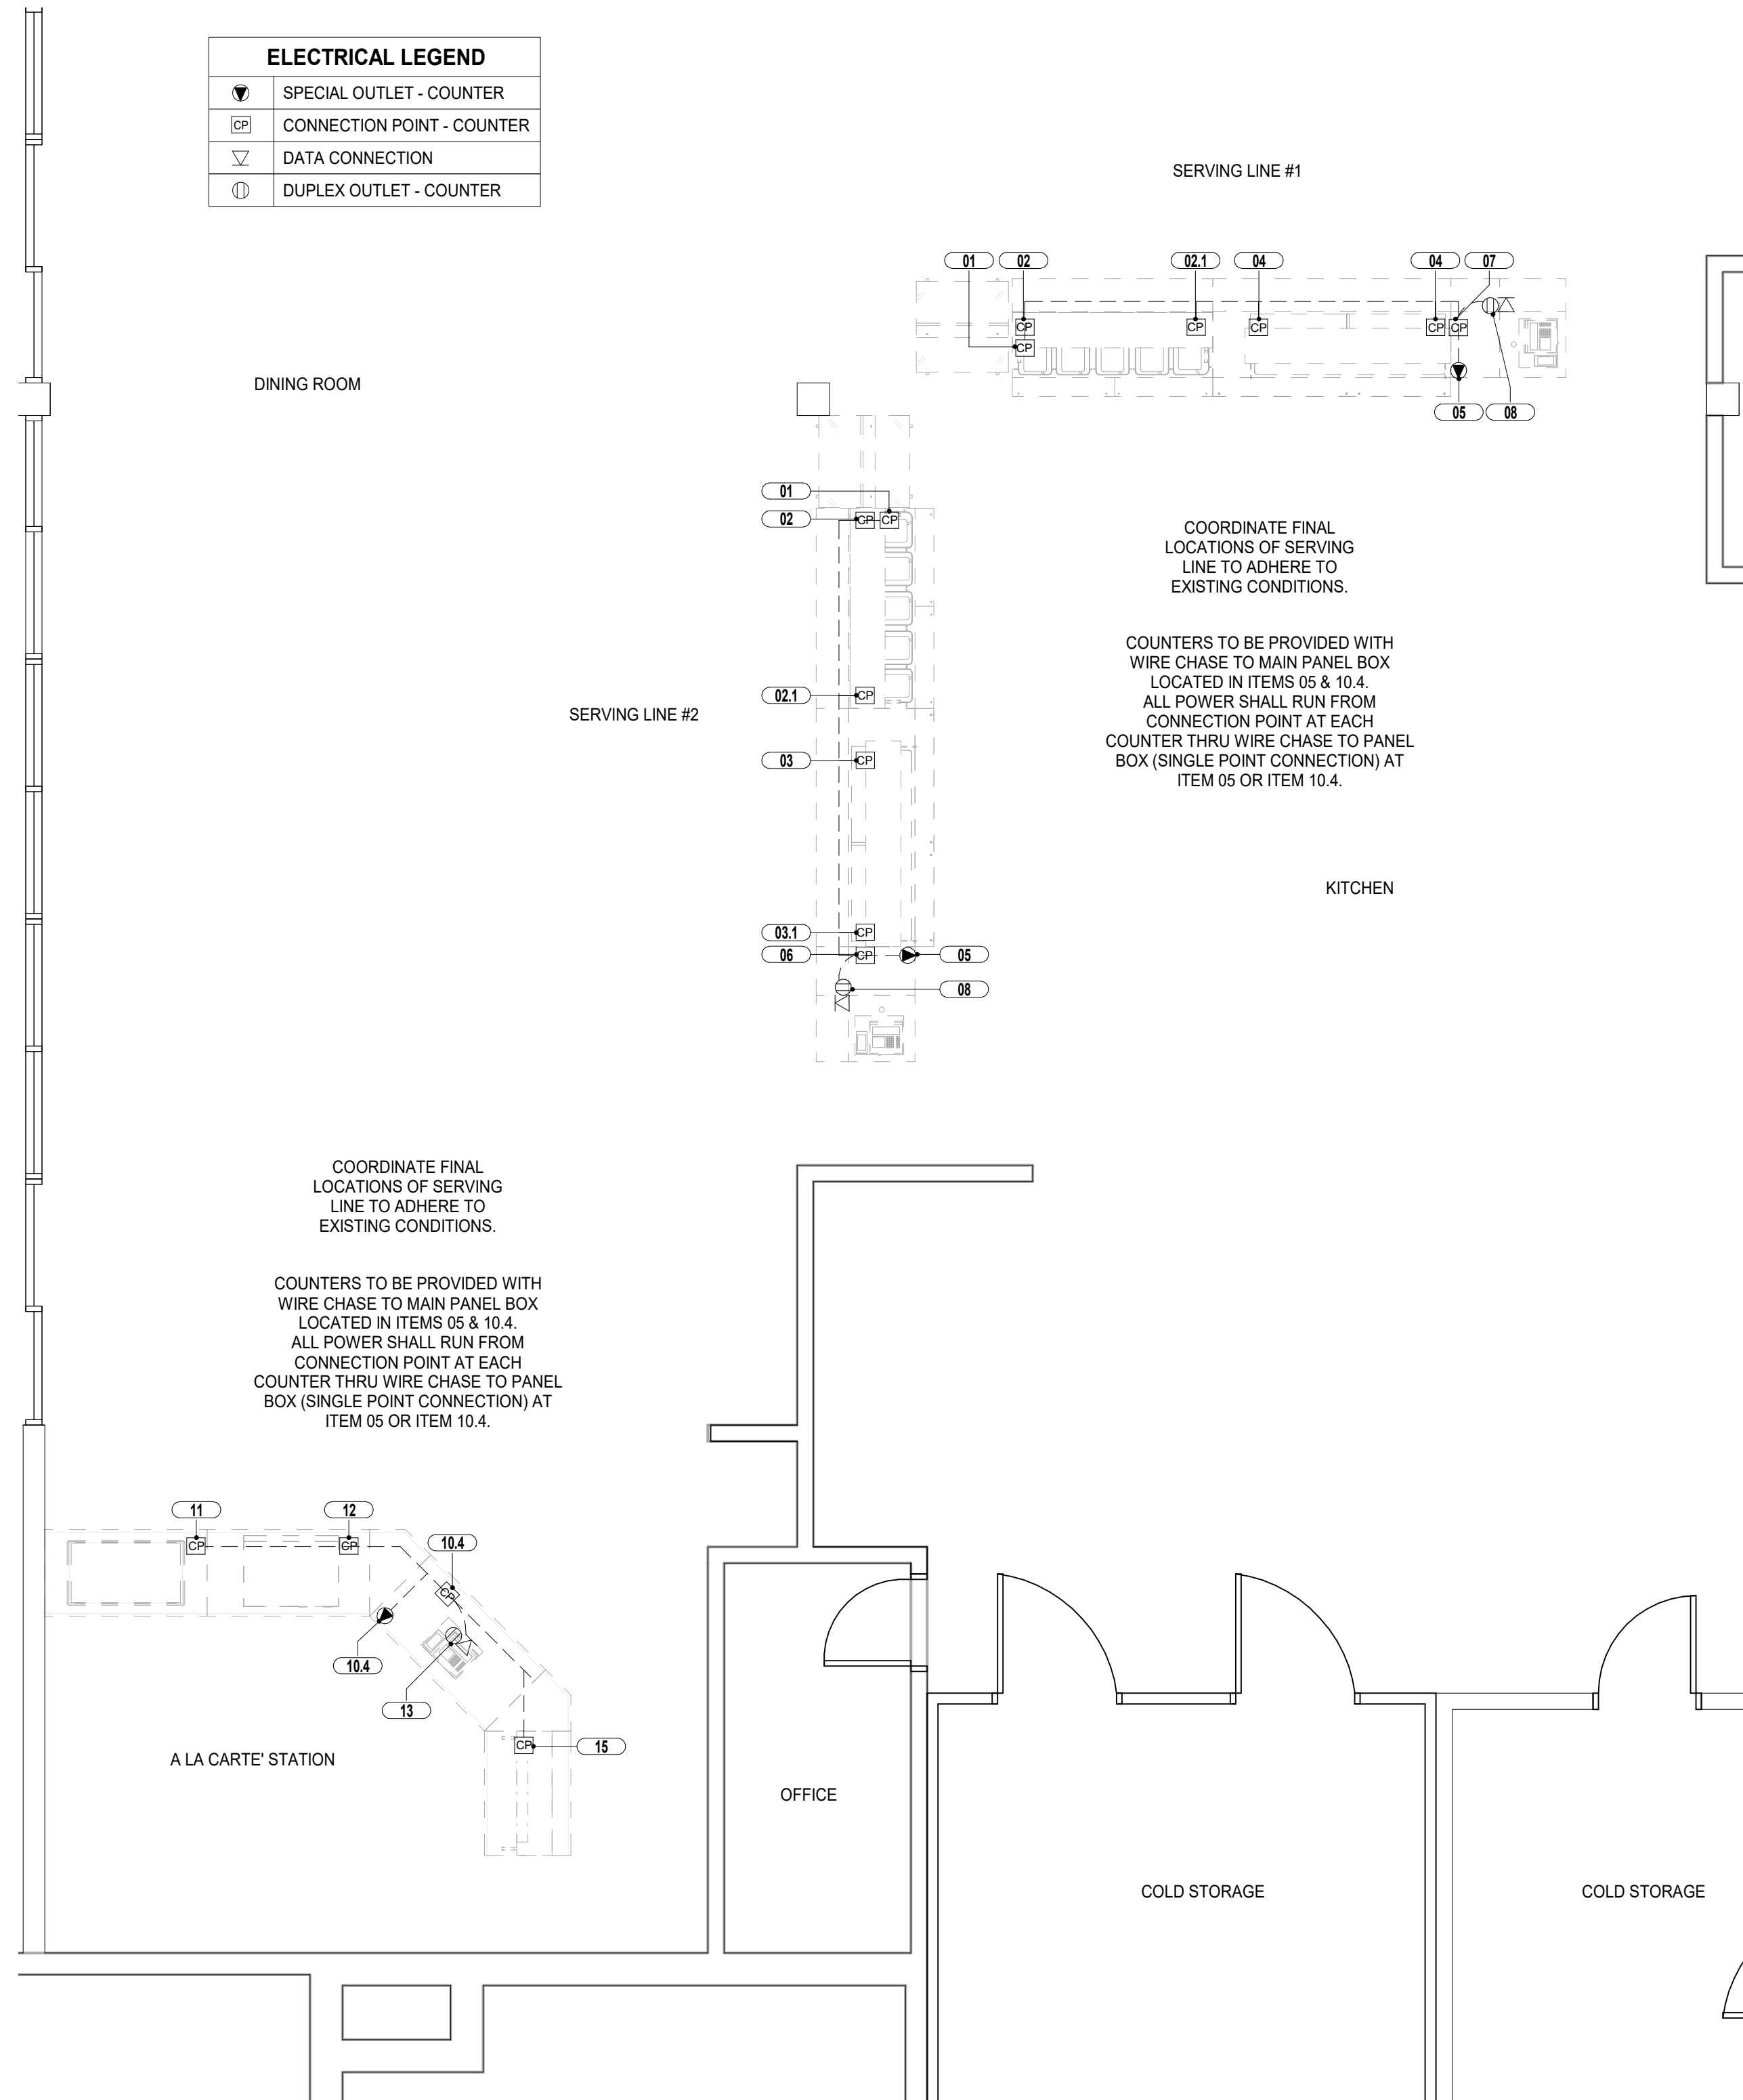 ELECTRICAL LEGEND
SPECIAL OUTLET - COUNTER
CP CONNECTION POINT - COUNTER
DATA CONNECTION
DUPLEX OUTLET - COUNTER
SERVING LINE #1
01 02 02.1 04 04 07
CP CP CP CP CP
CP
05 08
DINING ROOM
01
02
CP CP
02.1 CP
SERVING LINE #2
03 CP
03.1 CP
06 CP 05
08
COORDINATE FINAL
LOCATIONS OF SERVING
LINE TO ADHERE TO
EXISTING CONDITIONS.
COUNTERS TO BE PROVIDED WITH
WIRE CHASE TO MAIN PANEL BOX
LOCATED IN ITEMS 05 & 10.4.
ALL POWER SHALL RUN FROM
CONNECTION POINT AT EACH
COUNTER THRU WIRE CHASE TO PANEL
BOX (SINGLE POINT CONNECTION) AT
ITEM 05 OR ITEM 10.4.
KITCHEN
COORDINATE FINAL
LOCATIONS OF SERVING
LINE TO ADHERE TO
EXISTING CONDITIONS.
COUNTERS TO BE PROVIDED WITH
WIRE CHASE TO MAIN PANEL BOX
LOCATED IN ITEMS 05 & 10.4.
ALL POWER SHALL RUN FROM
CONNECTION POINT AT EACH
COUNTER THRU WIRE CHASE TO PANEL
BOX (SINGLE POINT CONNECTION) AT
ITEM 05 OR ITEM 10.4.
11 12
CP CP
10.4
CP
10.4
13
CP 15
A LA CARTE' STATION
OFFICE
COLD STORAGE
COLD STORAGE